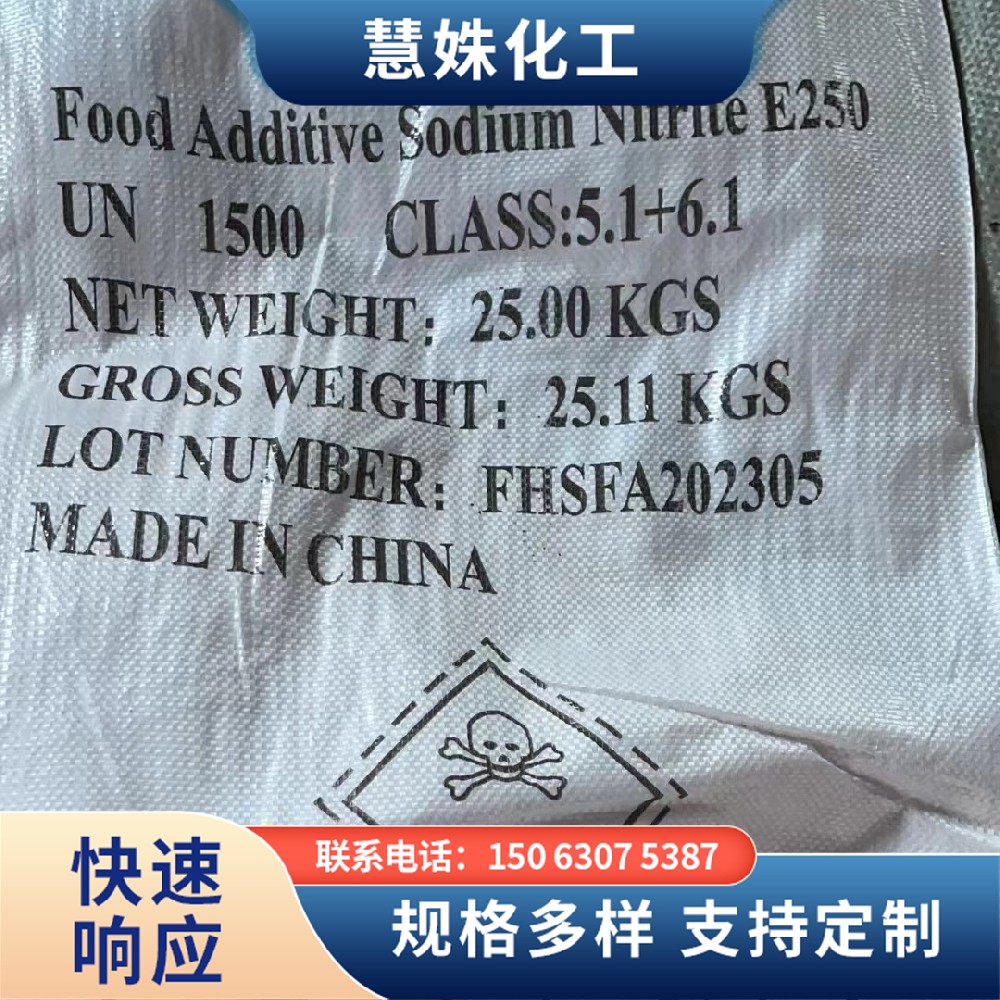 慧姝化工
Food Additive Sodium Nitrite E250
UN 1500 CLASS:5.1+6.1
NET WEIGHT: 25.00 KGS
GROSS WEIGHT: 25.11 KGS
LOT NUMBER: FHSFA202305
MADE IN CHINA
联系电话：150 6307 5387
快速
响应
规格多样 支持定制